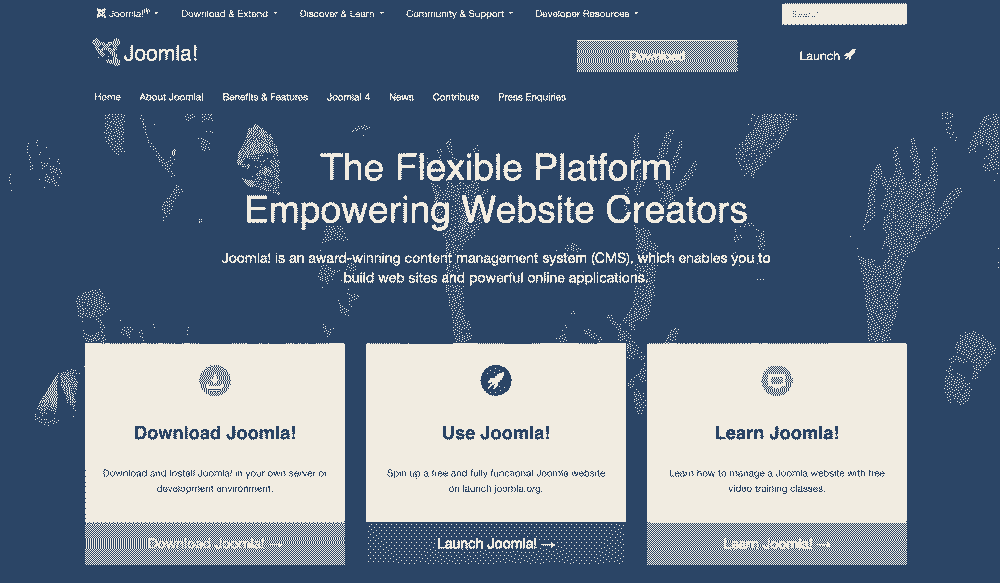 Joomla!® Download & Extend Discover & Learn Community & Support Developer Resources Search
Joomla! Download Launch
Home About Joomla! Benefits & Features Joomla! 4 News Contribute Press Enquiries
The Flexible Platform
Empowering Website Creators
Joomla! is an award-winning content management system (CMS), which enables you to
build web sites and powerful online applications.
Download Joomla!
Download and install Joomla! in your own server or
development environment.
Download Joomla! →
Use Joomla!
Spin up a free and fully functional Joomla website
on launch.joomla.org.
Launch Joomla! →
Learn Joomla!
Learn how to manage a Joomla website with free
video training classes.
Learn Joomla! →